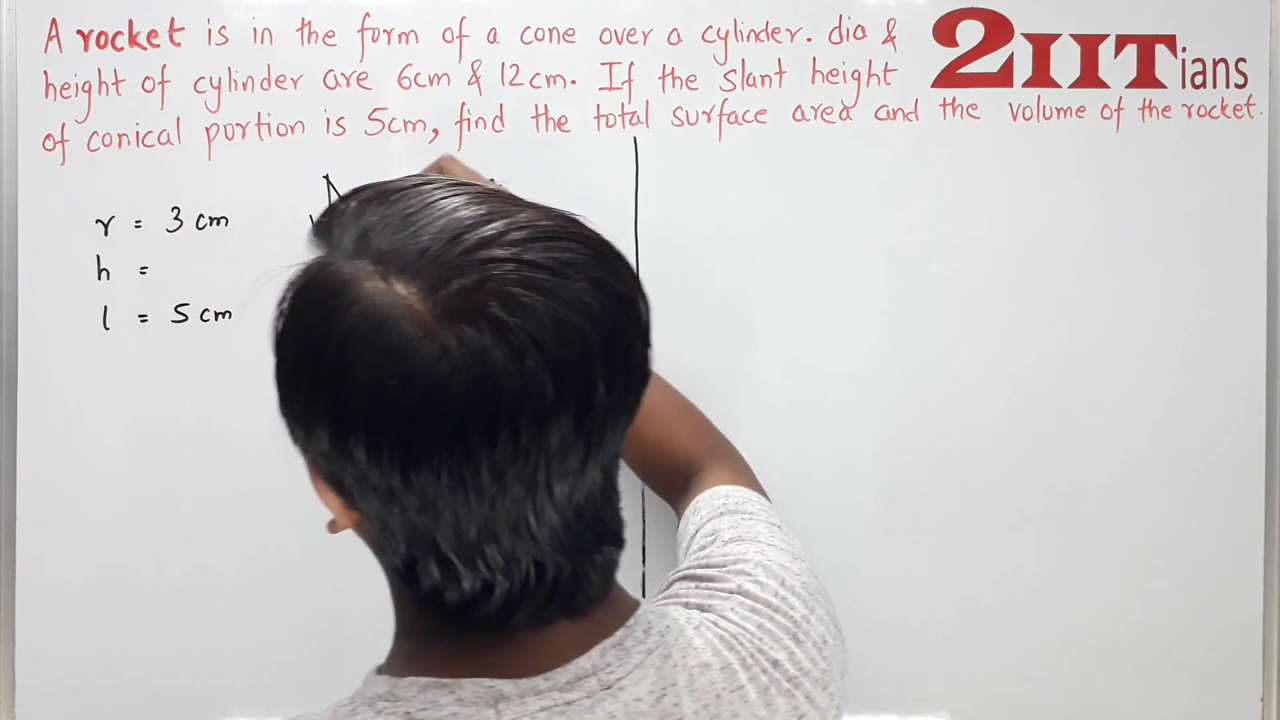 A rocket is in the form of a cone over a cylinder. dia &
height of cylinder are 6cm & 12cm. If the slant height
of conical portion is 5cm, find the total surface area and the volume of the rocket.
2IITians
r = 3 cm
h =
l = 5 cm